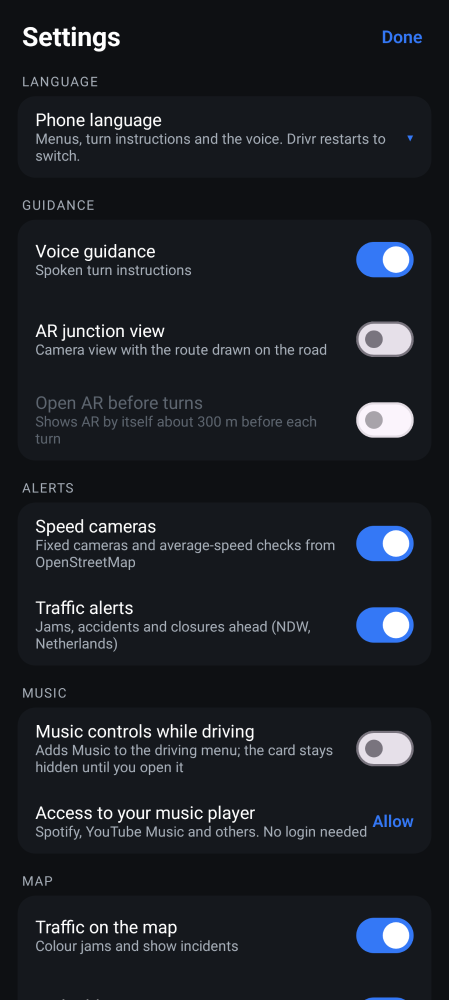 Settings
Done
LANGUAGE
Phone language
Menus, turn instructions and the voice. Drivr restarts to
switch.
GUIDANCE
Voice guidance
Spoken turn instructions
AR junction view
Camera view with the route drawn on the road
Open AR before turns
Shows AR by itself about 300 m before each
turn
ALERTS
Speed cameras
Fixed cameras and average-speed checks from
OpenStreetMap
Traffic alerts
Jams, accidents and closures ahead (NDW,
Netherlands)
MUSIC
Music controls while driving
Adds Music to the driving menu; the card stays
hidden until you open it
Access to your music player
Spotify, YouTube Music and others. No login needed
Allow
MAP
Traffic on the map
Colour jams and show incidents